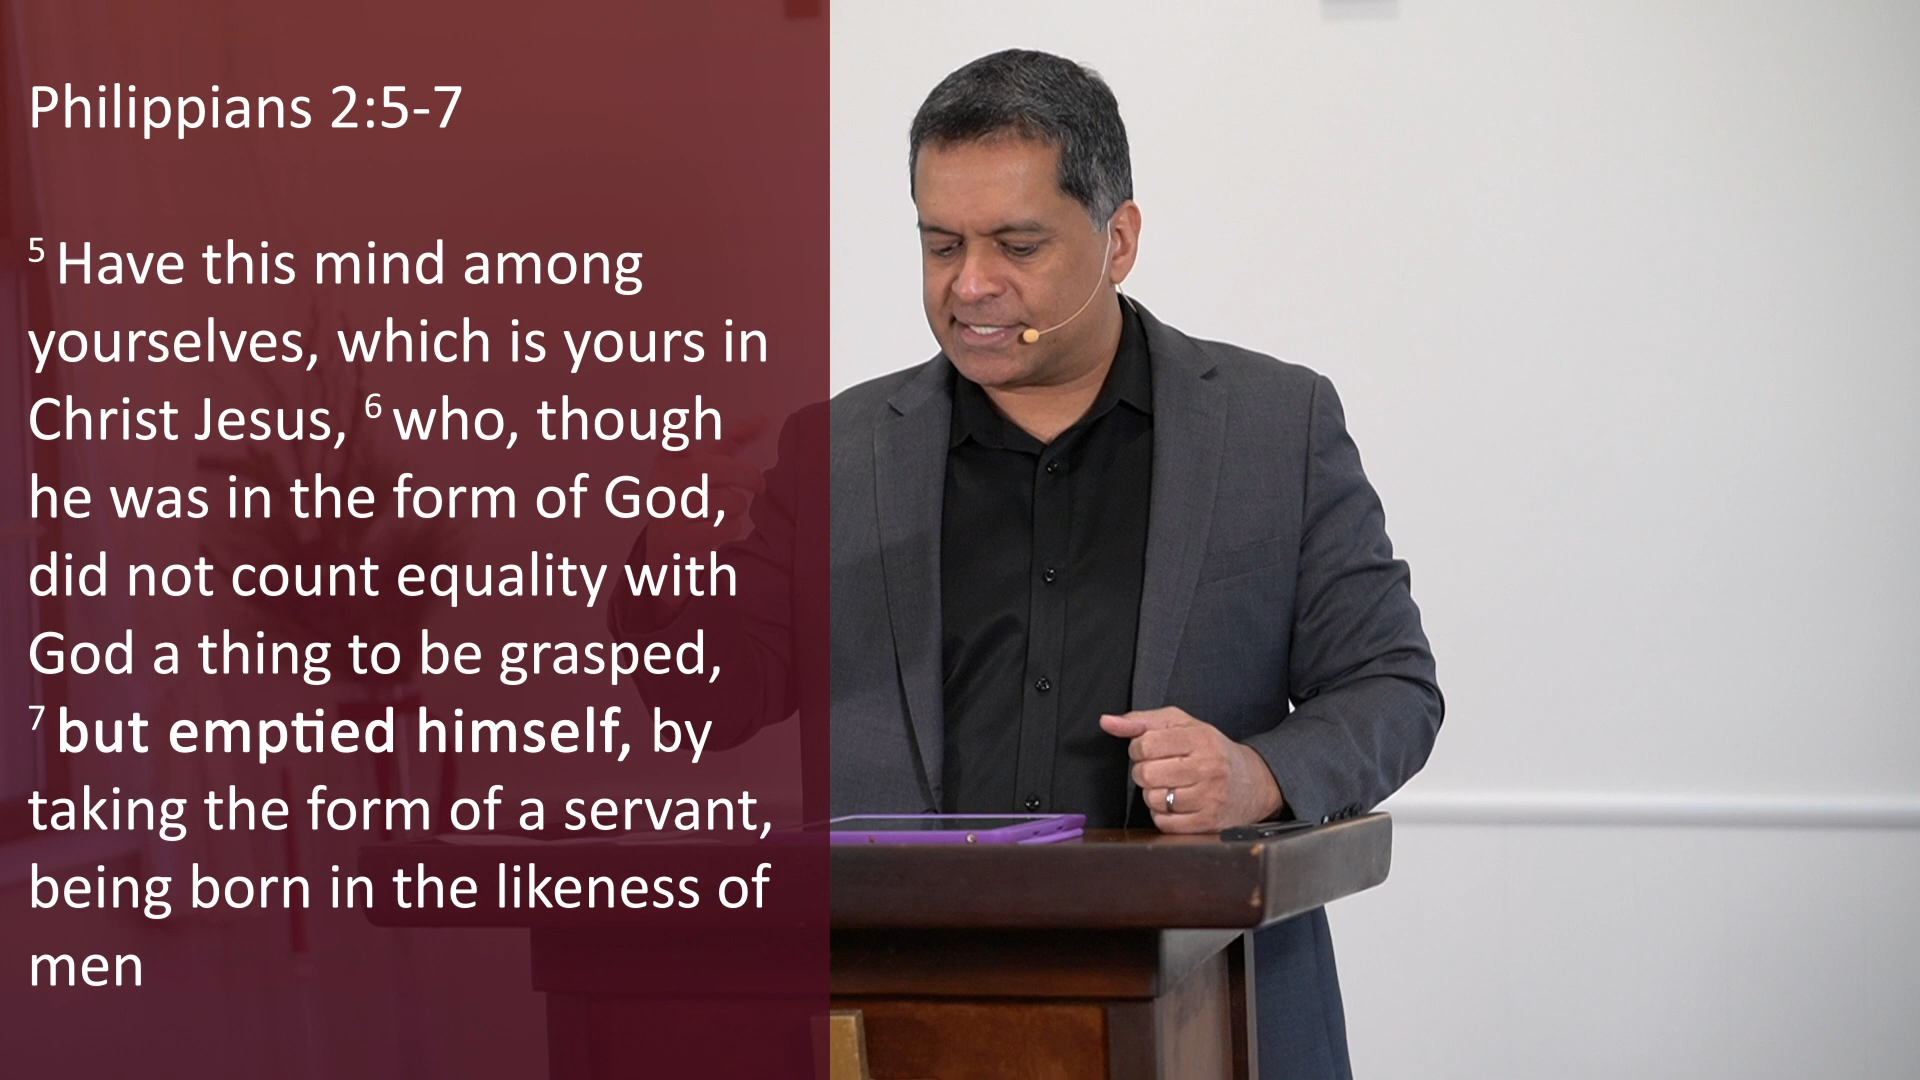 Philippians 2:5-7
5 Have this mind among
yourselves, which is yours in
Christ Jesus, 6 who, though
he was in the form of God,
did not count equality with
God a thing to be grasped,
7 but emptied himself, by
taking the form of a servant,
being born in the likeness of
men